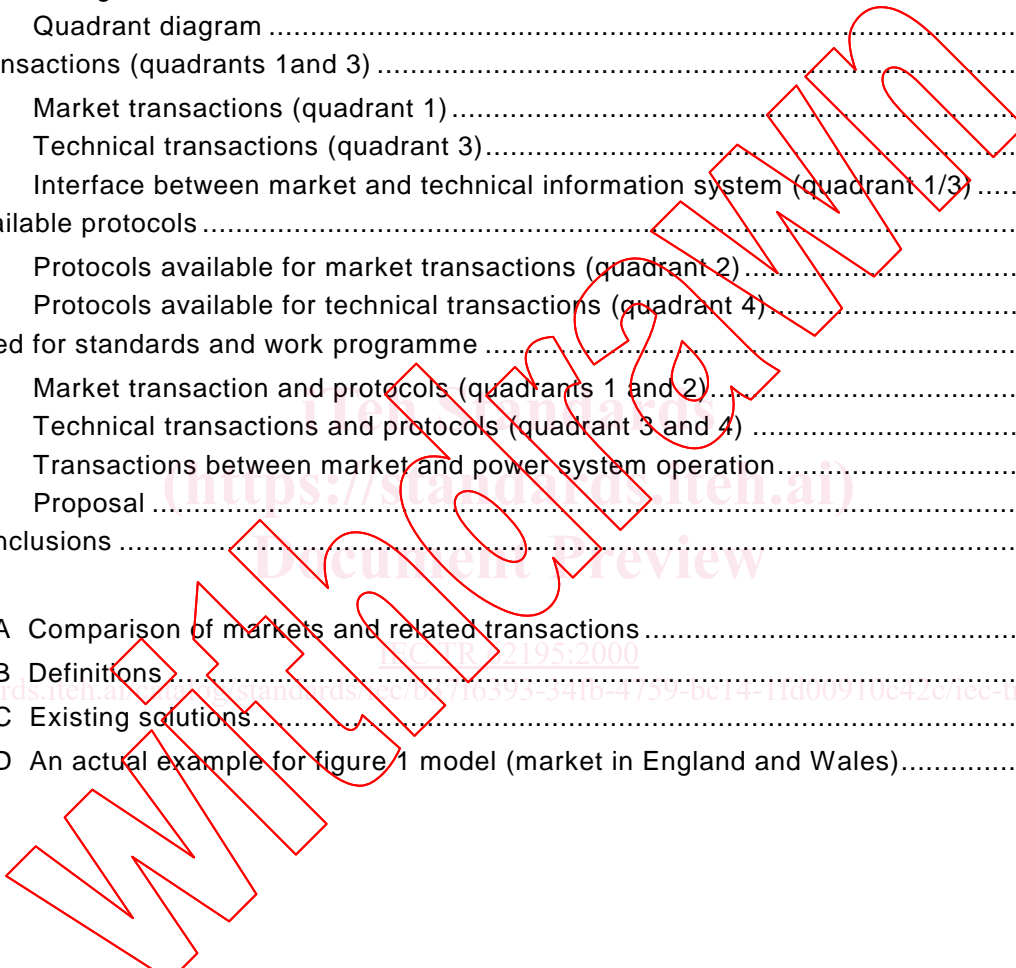 Quadrant diagram ........................................................................
nsactions (quadrants 1and 3) ........................................................................
Market transactions (quadrant 1) ........................................................................
Technical transactions (quadrant 3) ........................................................................
Interface between market and technical information system (quadrant 1/3) ......
ailable protocols ........................................................................
Protocols available for market transactions (quadrant 2) ........................................
Protocols available for technical transactions (quadrant 4) ........................................
ed for standards and work programme ........................................................................
Market transaction and protocols (quadrants 1 and 2) ........................................
iTeh Standards
Technical transactions and protocols (quadrant 3 and 4) ........................................
Transactions between market and power system operation ........................................
(https://standards.iteh.ai)
Proposal ........................................................................
nclusions ........................................................................
Document Preview
A Comparison of markets and related transactions ........................................
IEC TR 62195:2000
B Definitions ........................................................................
C Existing solutions ........................................................................
D An actual example for figure 1 model (market in England and Wales) ..............
withdrawn